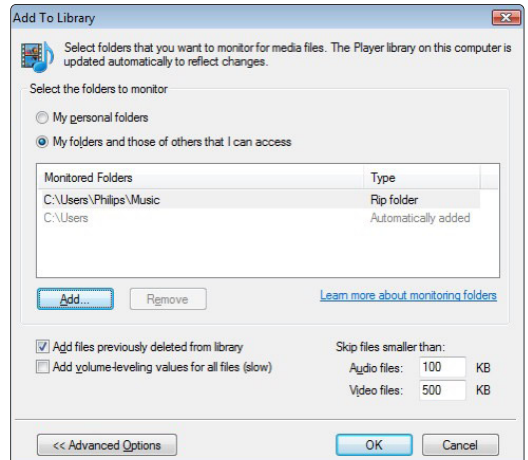 Add To Library
Select folders that you want to monitor for media files. The Player library on this computer is
updated automatically to reflect changes.
Select the folders to monitor
My personal folders
My folders and those of others that I can access
Monitored Folders Type
C:\Users\Philips\Music Rip folder
C:\Users Automatically added
Add... Remove Learn more about monitoring folders
Add files previously deleted from library Skip files smaller than:
Add volume-leveling values for all files (slow) Audio files: 100 KB
Video files: 500 KB
<< Advanced Options OK Cancel